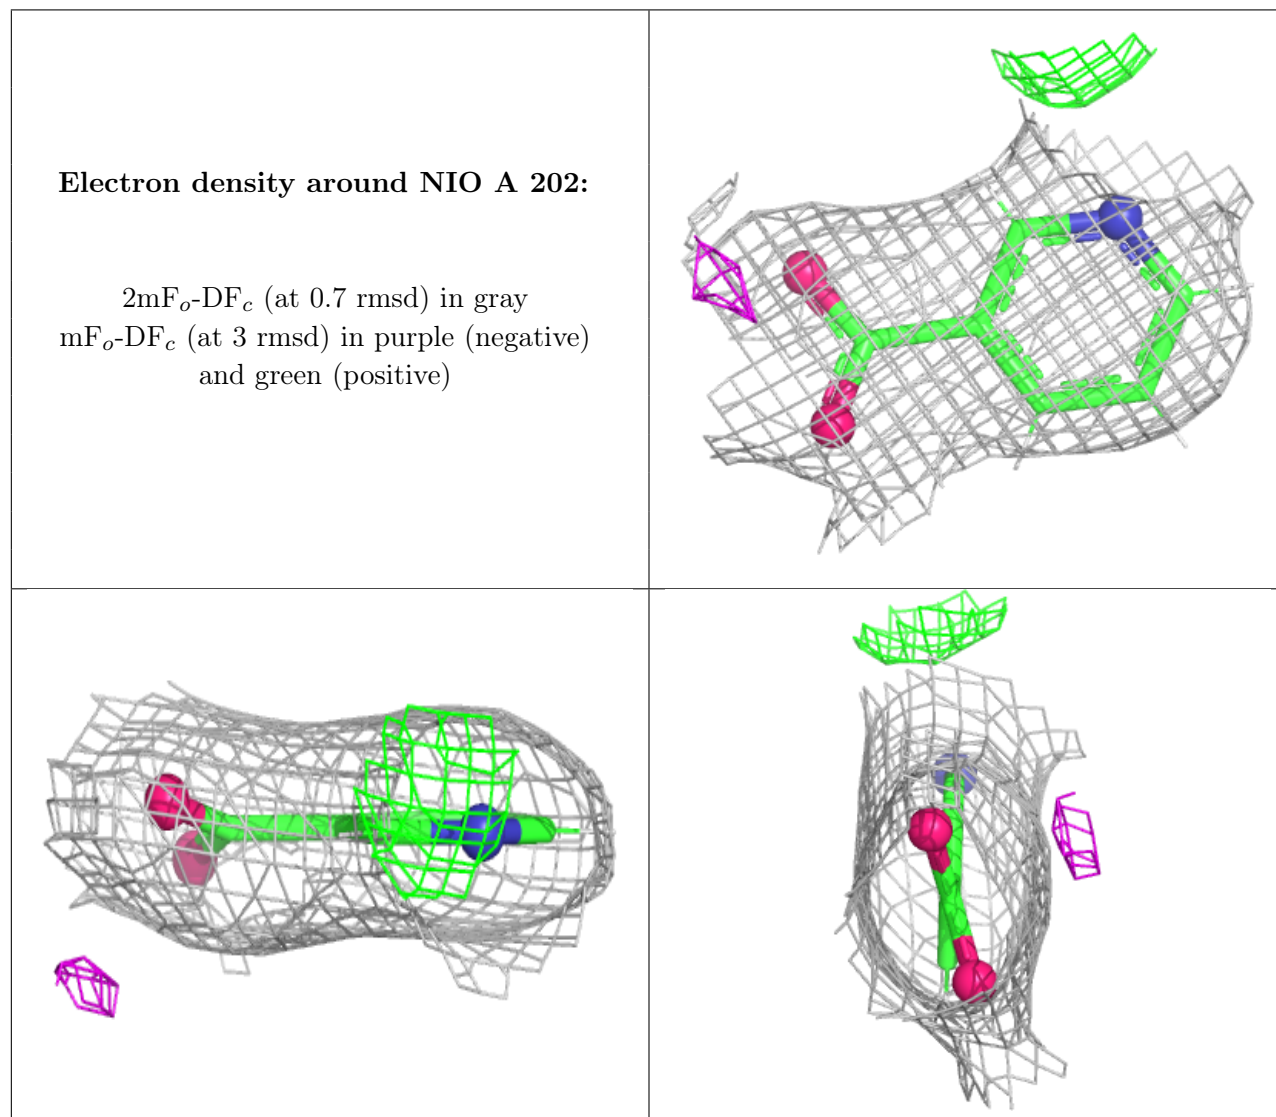 Electron density around NIO A 202:
2mFo-DFc (at 0.7 rmsd) in gray
mFo-DFc (at 3 rmsd) in purple (negative)
and green (positive)